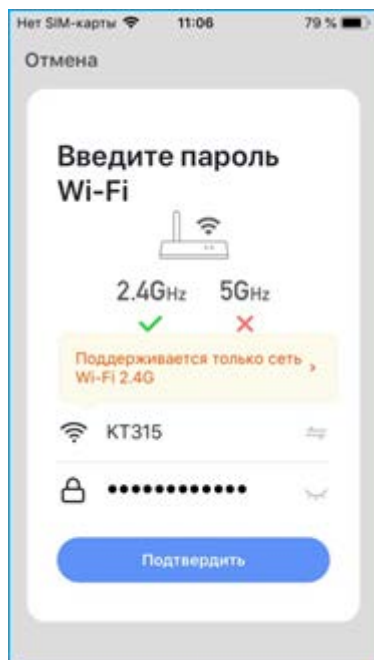 Нет SIM-карты 11:06 79 %
Отмена
Введите пароль
Wi-Fi
2.4GHz 5GHz
Поддерживается только сеть
Wi-Fi 2.4G
KT315
••••••••••••
Подтвердить